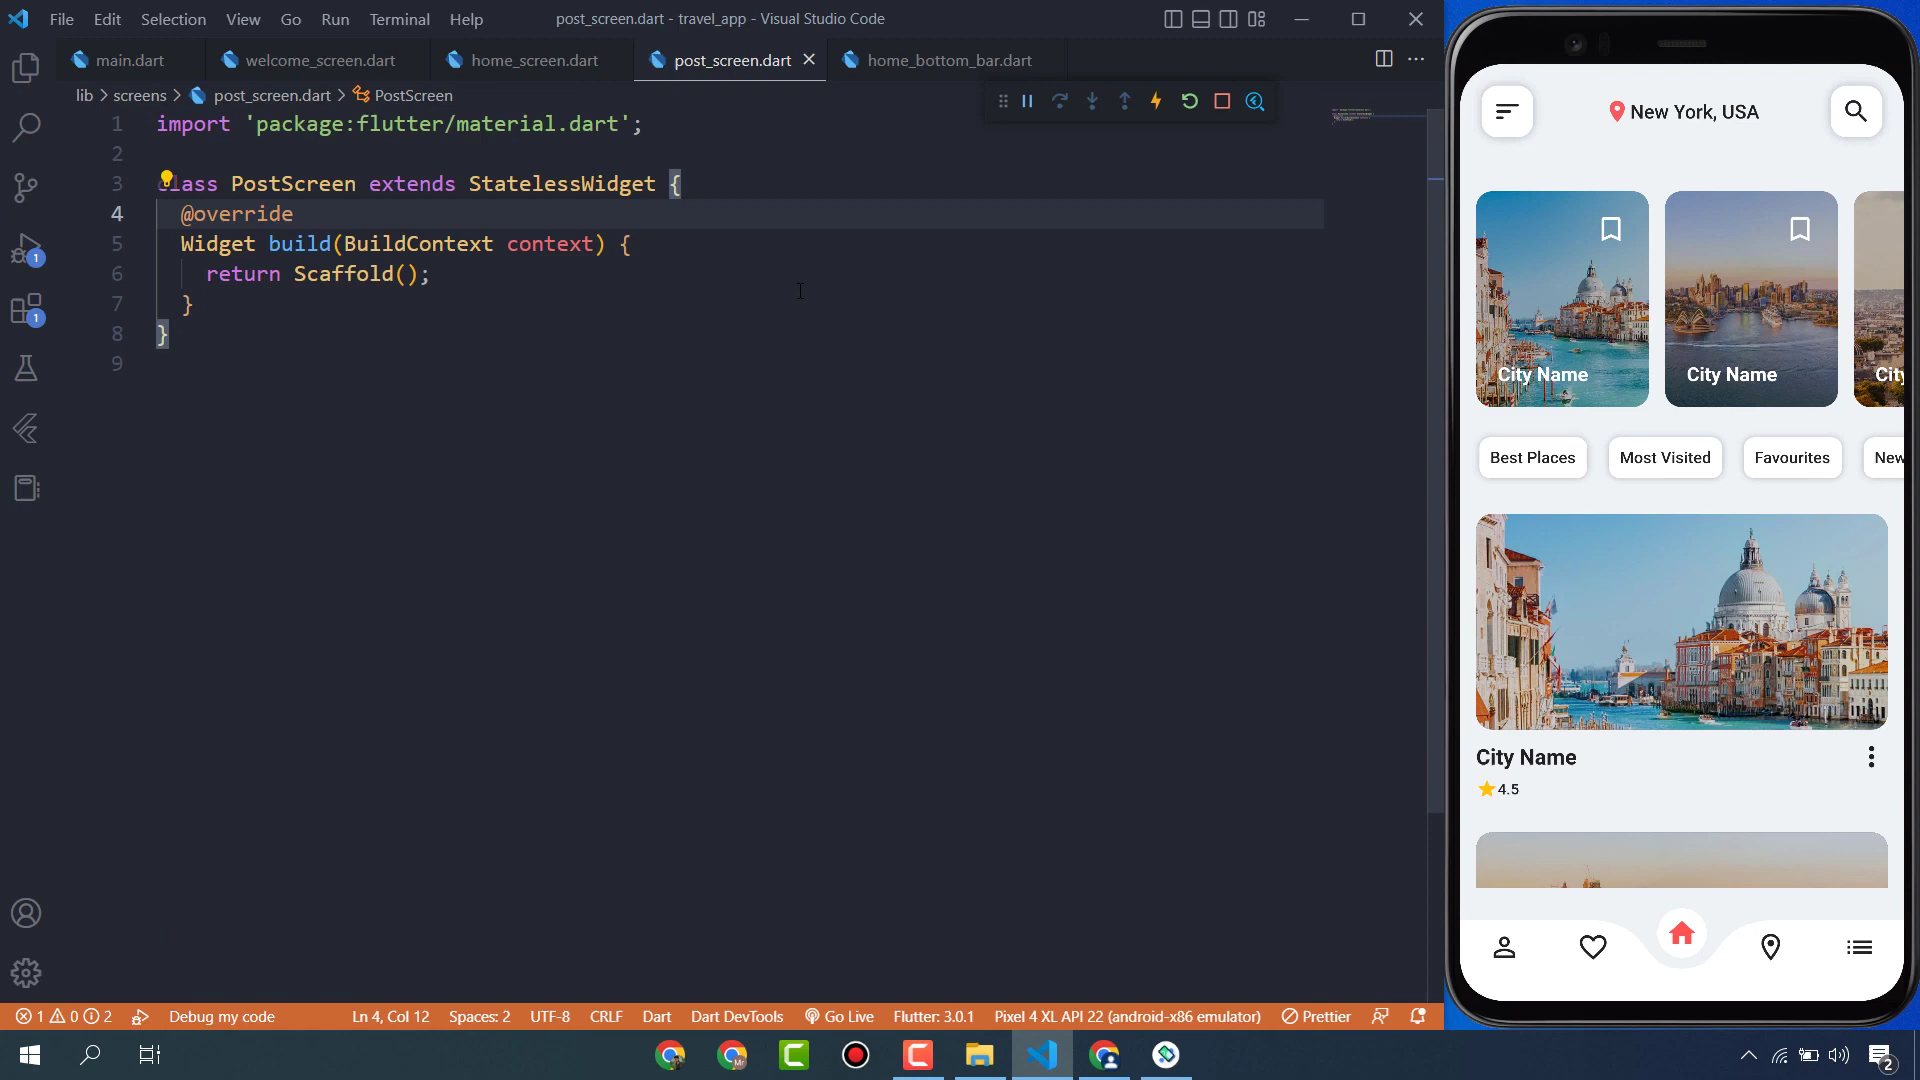 File Edit Selection View Go Run Terminal Help
post_screen.dart - travel_app - Visual Studio Code
main.dart
welcome_screen.dart
home_screen.dart
post_screen.dart
home_bottom_bar.dart
lib > screens > post_screen.dart > PostScreen
1 import 'package:flutter/material.dart';
2
3 class PostScreen extends StatelessWidget {
4 @override
5 Widget build(BuildContext context) {
6 return Scaffold();
7 }
8 }
9
1
1
New York, USA
City Name
City Name
City
Best Places
Most Visited
Favourites
New
City Name
4.5
1 0 2 Debug my code
Ln 4, Col 12 Spaces: 2 UTF-8 CRLF Dart Dart DevTools Go Live Flutter: 3.0.1 Pixel 4 XL API 22 (android-x86 emulator) Prettier
2